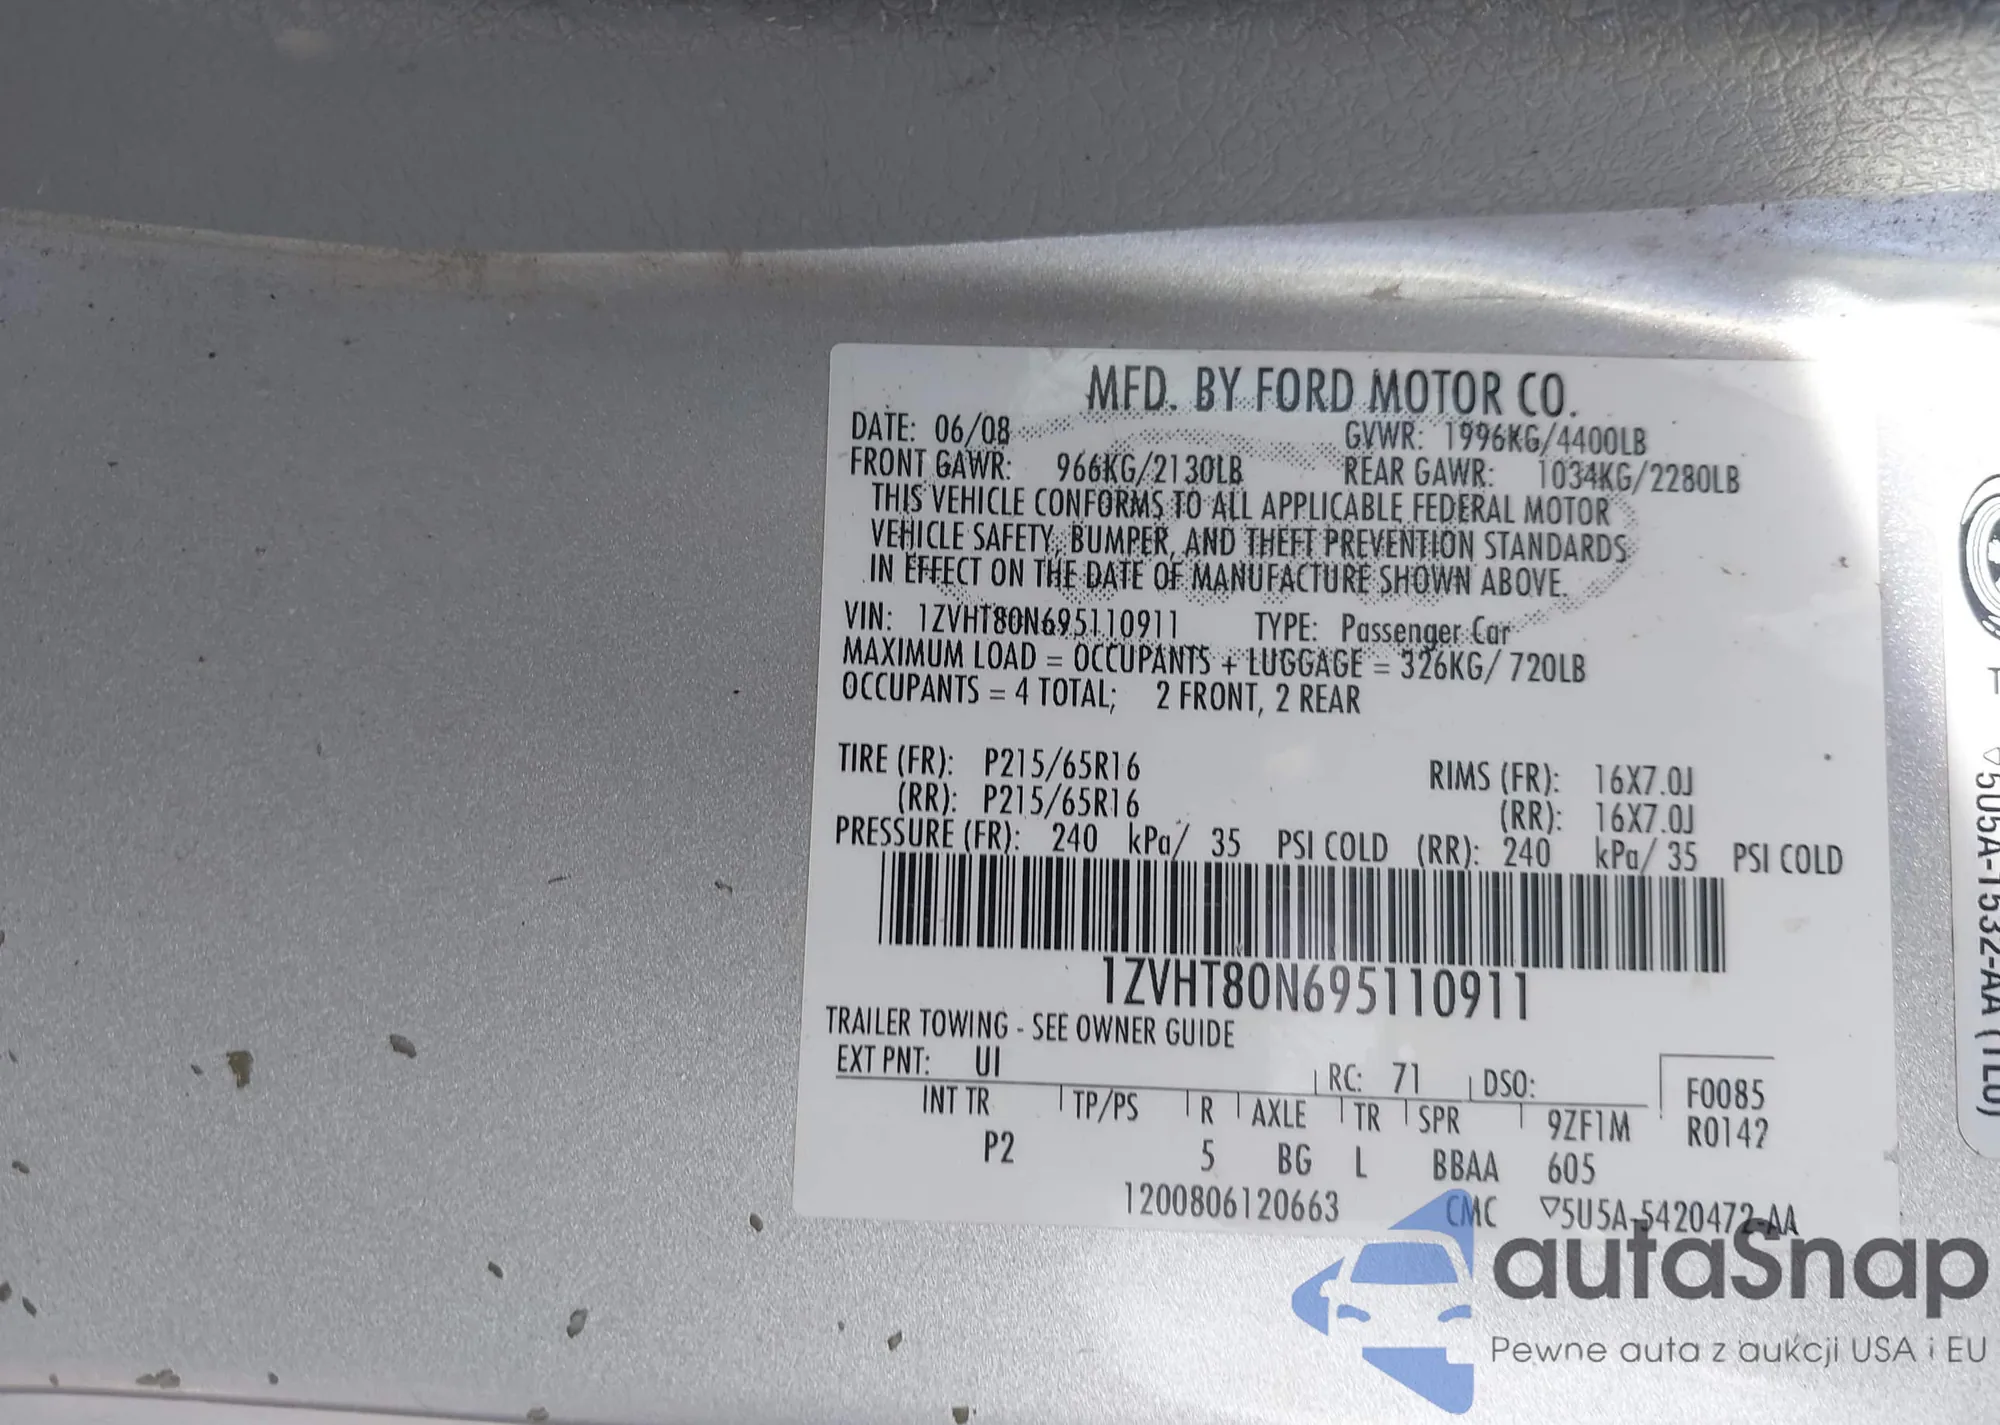 MFD. BY FORD MOTOR CO.
DATE: 06/08 GVWR: 1996KG/4400LB
FRONT GAWR: 966KG/2130LB REAR GAWR: 1034KG/2280LB
THIS VEHICLE CONFORMS TO ALL APPLICABLE FEDERAL MOTOR
VEHICLE SAFETY, BUMPER, AND THEFT PREVENTION STANDARDS
IN EFFECT ON THE DATE OF MANUFACTURE SHOWN ABOVE.
VIN: 1ZVHT80N695110911 TYPE: Passenger Car
MAXIMUM LOAD = OCCUPANTS + LUGGAGE = 326KG/ 720LB
OCCUPANTS = 4 TOTAL; 2 FRONT, 2 REAR
TIRE (FR): P215/65R16 RIMS (FR): 16X7.0J
(RR): P215/65R16 (RR): 16X7.0J
PRESSURE (FR): 240 kPa/ 35 PSI COLD (RR): 240 kPa/ 35 PSI COLD
1ZVHT80N695110911
TRAILER TOWING - SEE OWNER GUIDE
EXT PNT: UI RC: 71 DSO: F0085
INT TR TP/PS R AXLE TR SPR 9ZF1M R0142
P2 5 BG L BBAA 605
1200806120663 CMC ▽5U5A-5420472-AA
5U5A-1532-AA (TL0)
autaSnap
Pewne auta z aukcji USA i EU